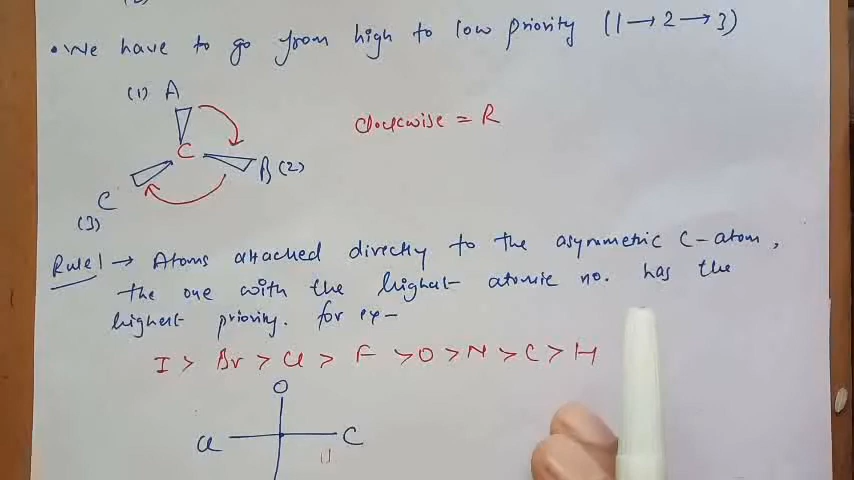 • We have to go from high to low priority (1→2→3)
(1) A
Clockwise = R
C
B (2)
C
(3)
Rule 1 → Atoms attached directly to the asymmetric C-atom,
the one with the highest atomic no. has the
highest priority. for ex-
I > Br > Cl > F > O > N > C > H
O
Cl C